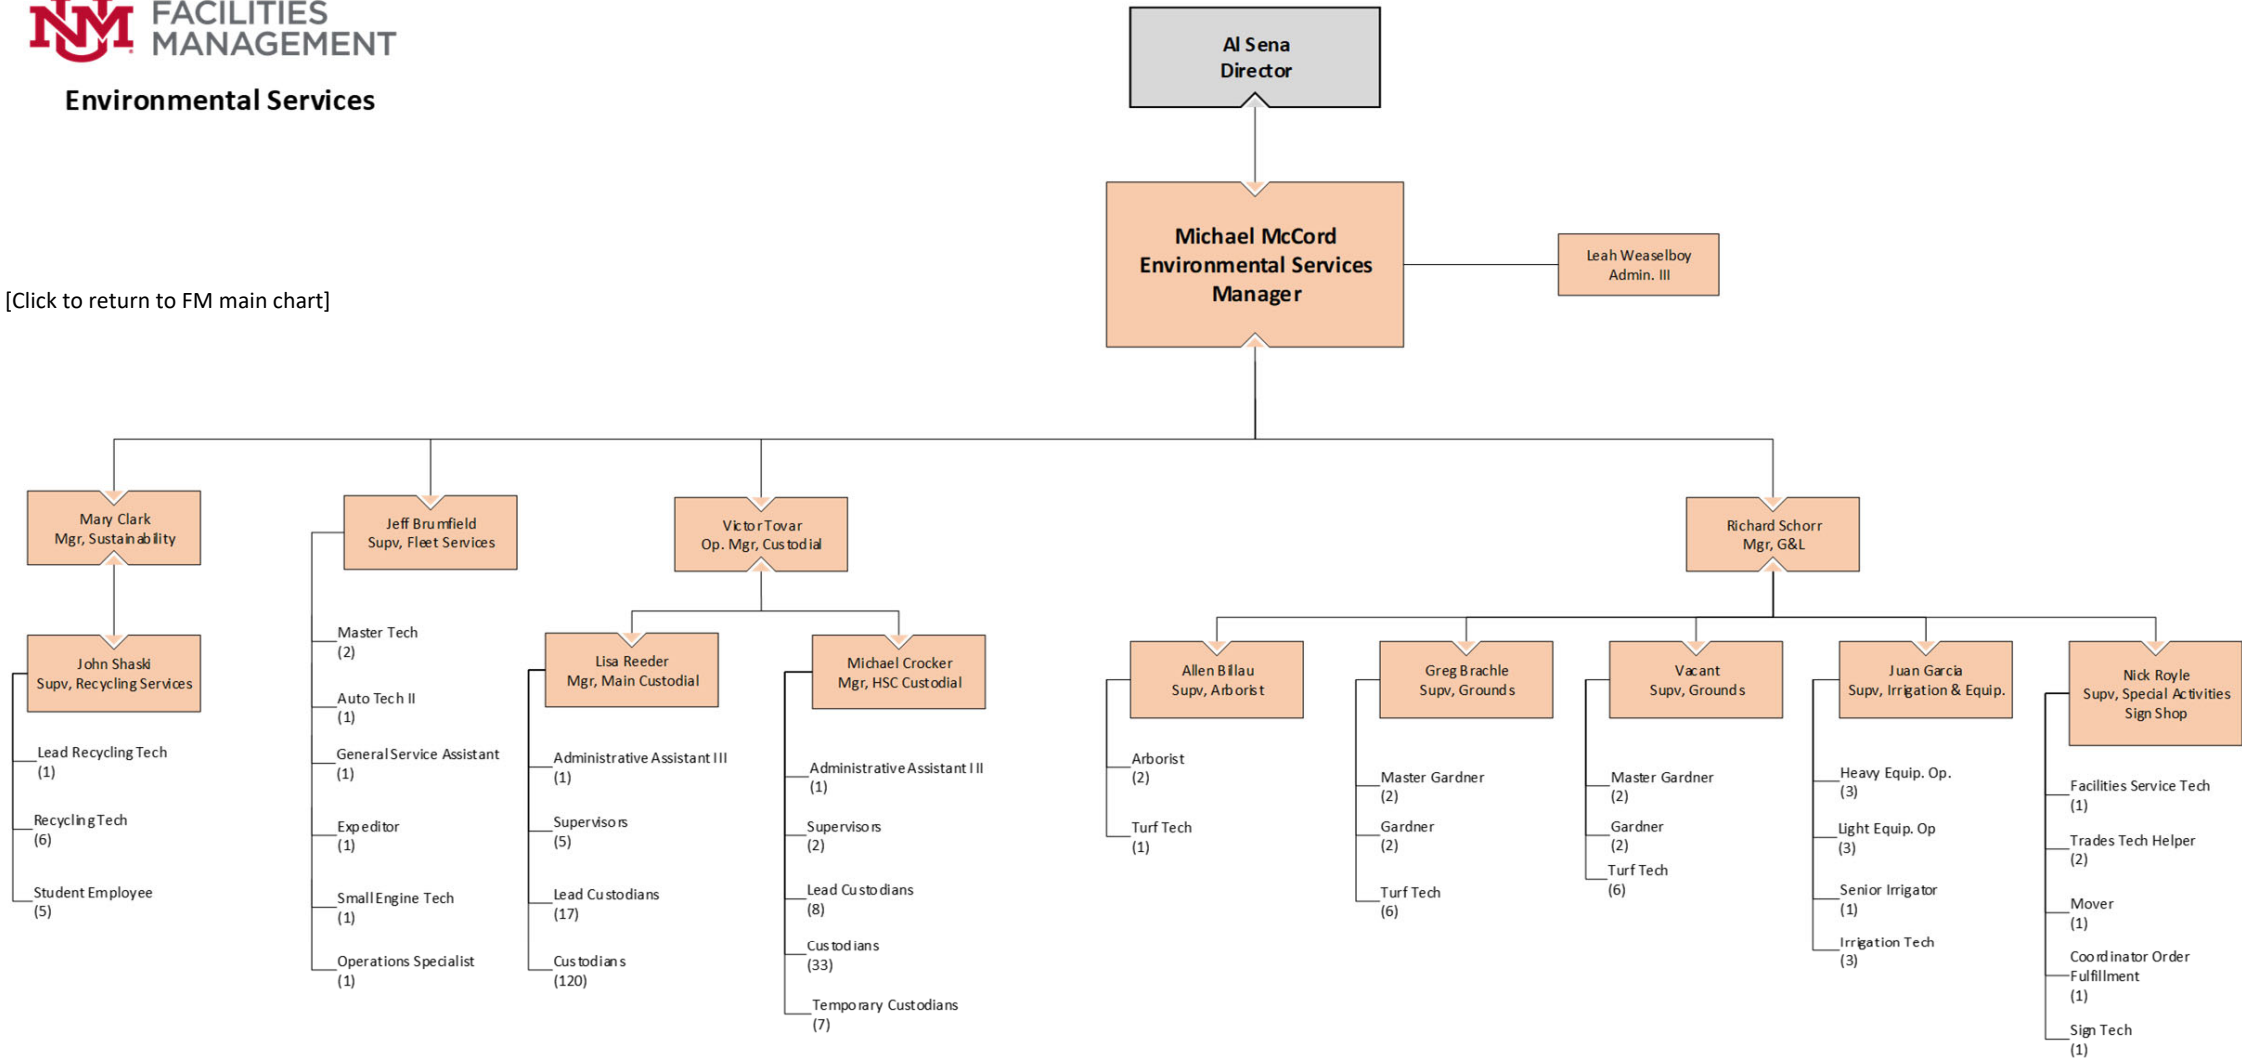 UNM FACILITIES
MANAGEMENT
Environmental Services
[Click to return to FM main chart]
Al Sena
Director
Michael McCord
Environmental Services
Manager
Leah Weaselboy
Admin. III
Mary Clark
Mgr, Sustainability
John Shaski
Supv, Recycling Services
Lead Recycling Tech
(1)
Recycling Tech
(6)
Student Employee
(5)
Jeff Brumfield
Supv, Fleet Services
Master Tech
(2)
Auto Tech II
(1)
General Service Assistant
(1)
Expeditor
(1)
Small Engine Tech
(1)
Operations Specialist
(1)
Victor Tovar
Op. Mgr, Custodial
Lisa Reeder
Mgr, Main Custodial
Administrative Assistant III
(1)
Supervisors
(5)
Lead Custodians
(17)
Custodians
(120)
Michael Crocker
Mgr, HSC Custodial
Administrative Assistant III
(1)
Supervisors
(2)
Lead Custodians
(8)
Custodians
(33)
Temporary Custodians
(7)
Richard Schorr
Mgr, G&L
Allen Billau
Supv, Arborist
Arborist
(2)
Turf Tech
(1)
Greg Brachle
Supv, Grounds
Master Gardner
(2)
Gardner
(2)
Turf Tech
(6)
Vacant
Supv, Grounds
Master Gardner
(2)
Gardner
(2)
Turf Tech
(6)
Juan Garcia
Supv, Irrigation & Equip.
Heavy Equip. Op.
(3)
Light Equip. Op
(3)
Senior Irrigator
(1)
Irrigation Tech
(3)
Nick Royle
Supv, Special Activities
Sign Shop
Facilities Service Tech
(1)
Trades Tech Helper
(2)
Mover
(1)
Coordinator Order
Fulfillment
(1)
Sign Tech
(1)